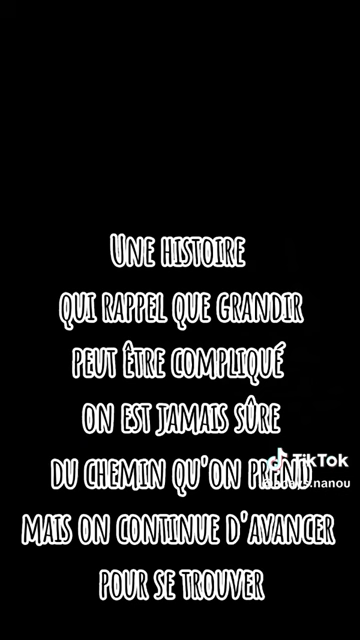 Une histoire
qui rappel que grandir
peut être compliqué
on est jamais sûre
du chemin qu'on prend
mais on continue d'avancer
pour se trouver
TikTok